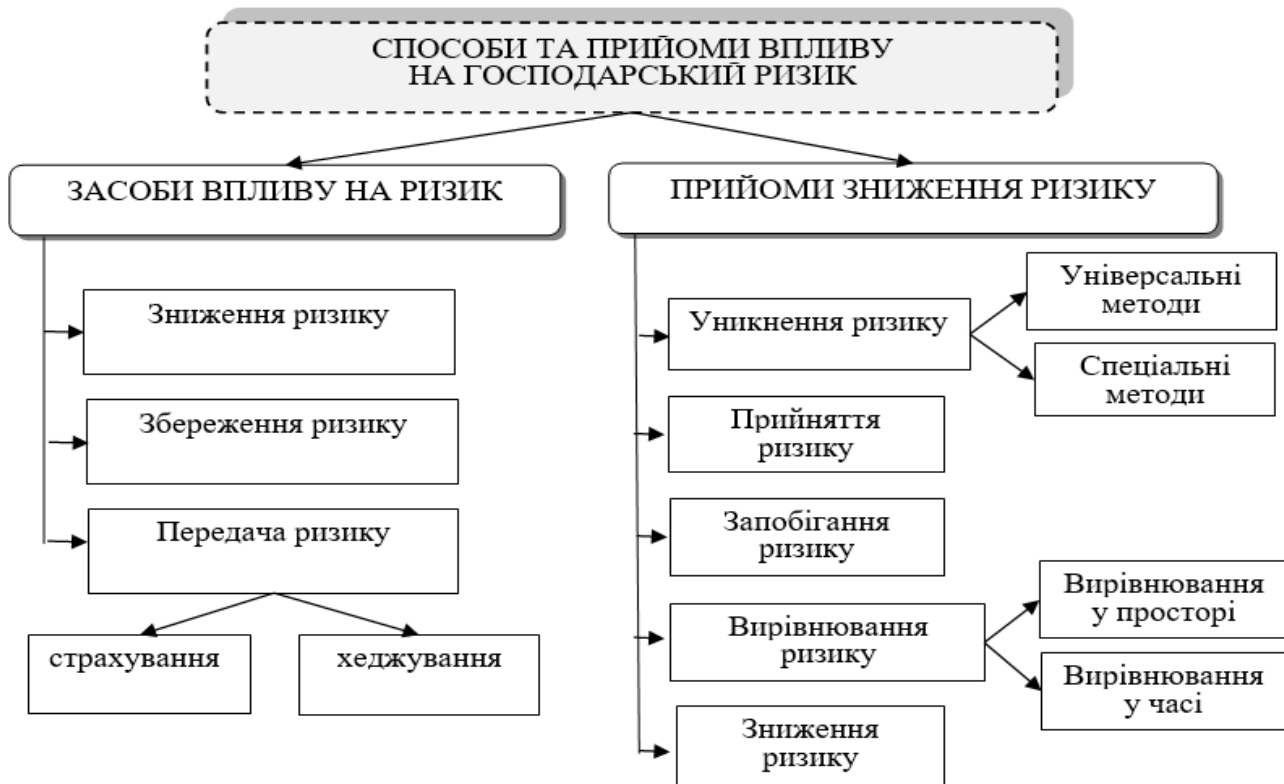 СПОСОБИ ТА ПРИЙОМИ ВПЛИВУ
НА ГОСПОДАРСЬКИЙ РИЗИК
ЗАСОБИ ВПЛИВУ НА РИЗИК
Зниження ризику
Збереження ризику
Передача ризику
страхування
хеджування
ПРИЙОМИ ЗНИЖЕННЯ РИЗИКУ
Уникнення ризику
Універсальні
методи
Спеціальні
методи
Прийняття
ризику
Запобігання
ризику
Вирівнювання
ризику
Вирівнювання
у просторі
Вирівнювання
у часі
Зниження
ризику